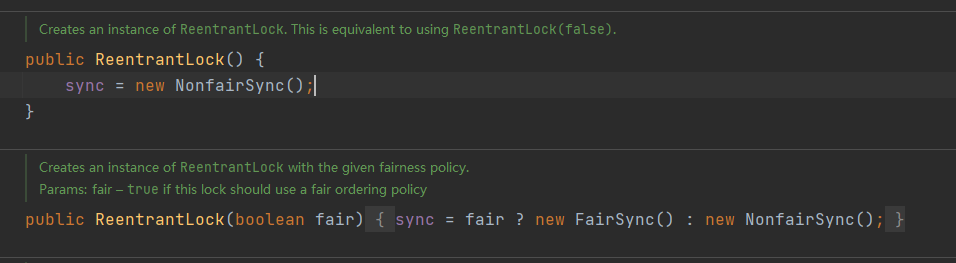 Creates an instance of ReentrantLock. This is equivalent to using ReentrantLock(false).
public ReentrantLock() {
    sync = new NonfairSync();
}
Creates an instance of ReentrantLock with the given fairness policy.
Params: fair – true if this lock should use a fair ordering policy
public ReentrantLock(boolean fair) { sync = fair ? new FairSync() : new NonfairSync(); }